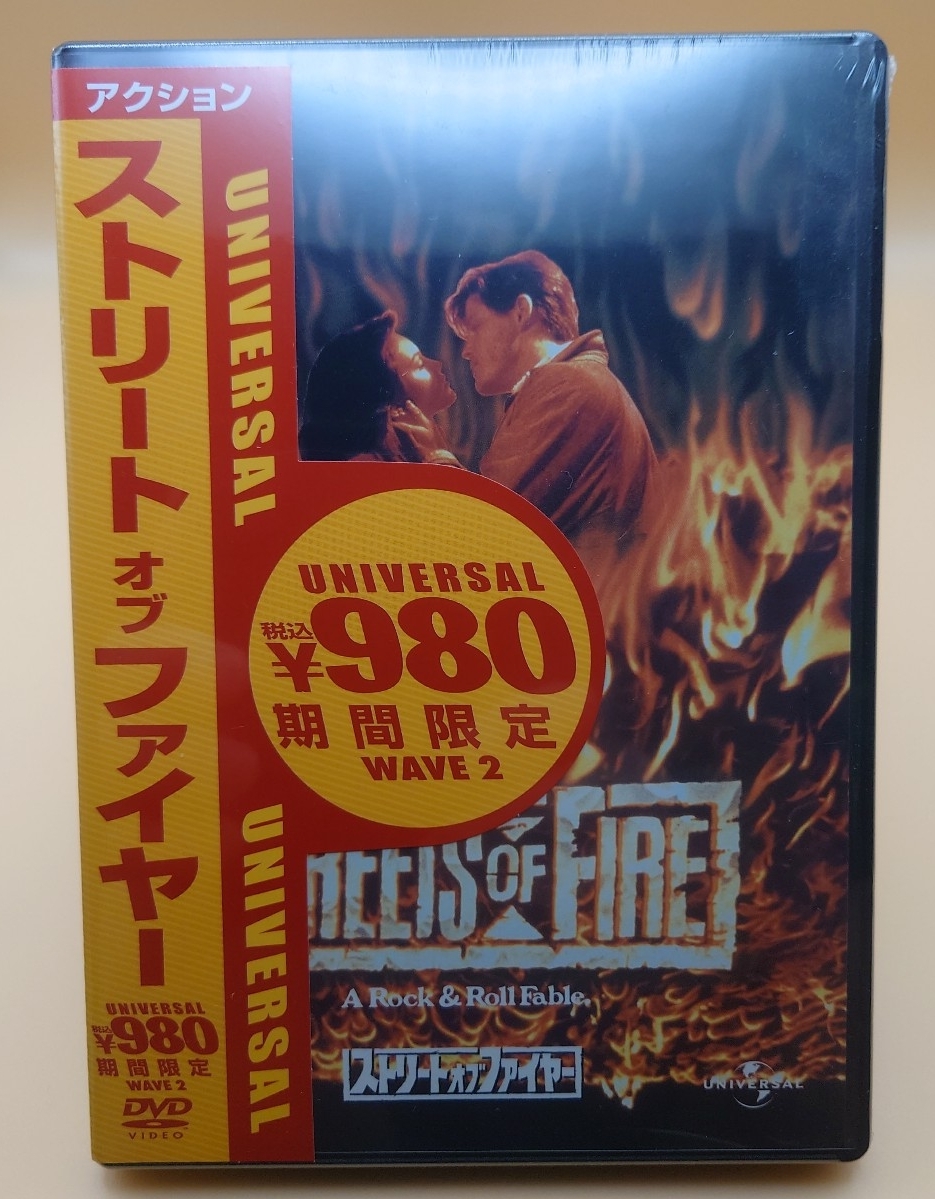 アクション
ストリート オブ ファイヤー
UNIVERSAL
税込
¥980
期間限定
WAVE 2
DVD
VIDEO
UNIVERSAL
UNIVERSAL
UNIVERSAL
税込
¥980
期間限定
WAVE 2
REETS OF FIRE
A Rock & Roll Fable.
ストリート オブ ファイヤー
UNIVERSAL